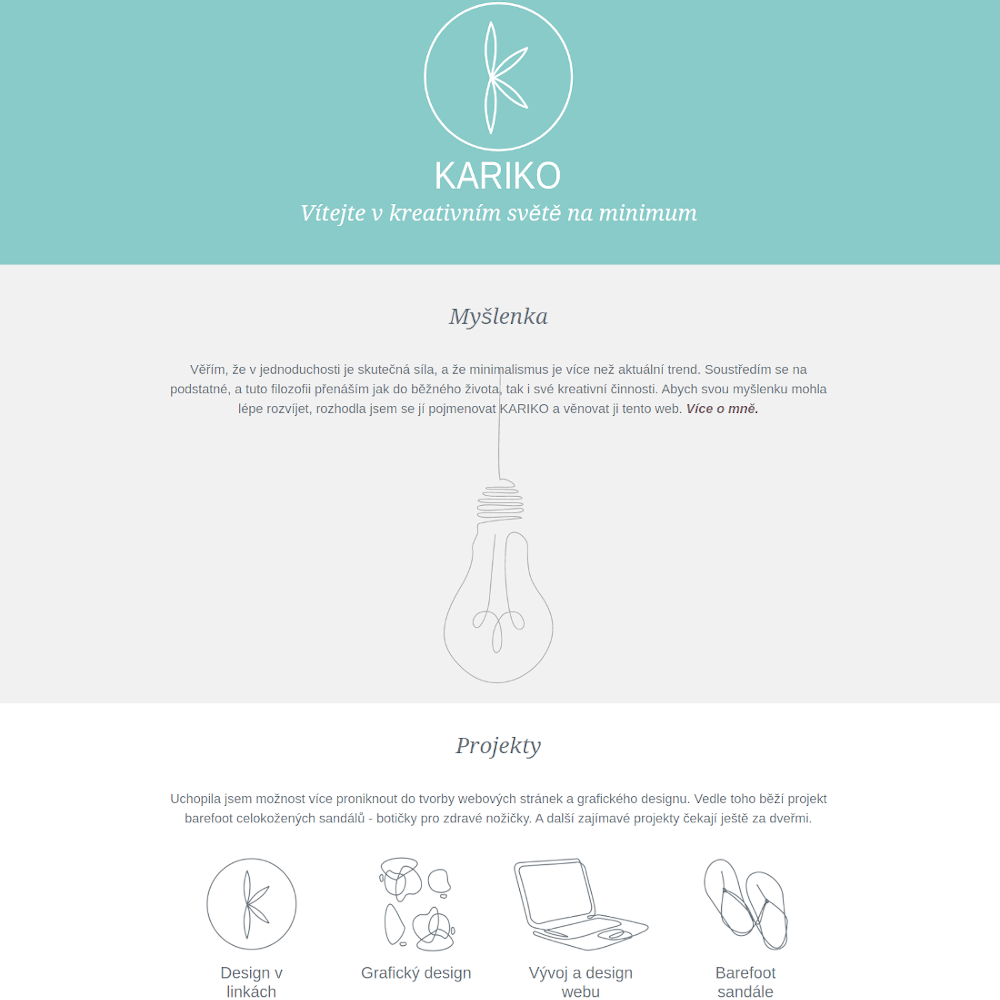 KARIKO
Vítejte v kreativním světě na minimum
Myšlenka
Věřím, že v jednoduchosti je skutečná síla, a že minimalismus je více než aktuální trend. Soustředím se na
podstatné, a tuto filozofii přenáším jak do běžného života, tak i své kreativní činnosti. Abych svou myšlenku mohla
lépe rozvíjet, rozhodla jsem se jí pojmenovat KARIKO a věnovat ji tento web. Více o mně.
Projekty
Uchopila jsem možnost více proniknout do tvorby webových stránek a grafického designu. Vedle toho běží projekt
barefoot celokožených sandálů - botičky pro zdravé nožičky. A další zajímavé projekty čekají ještě za dveřmi.
Design v
linkách
Grafický design
Vývoj a design
webu
Barefoot
sandále